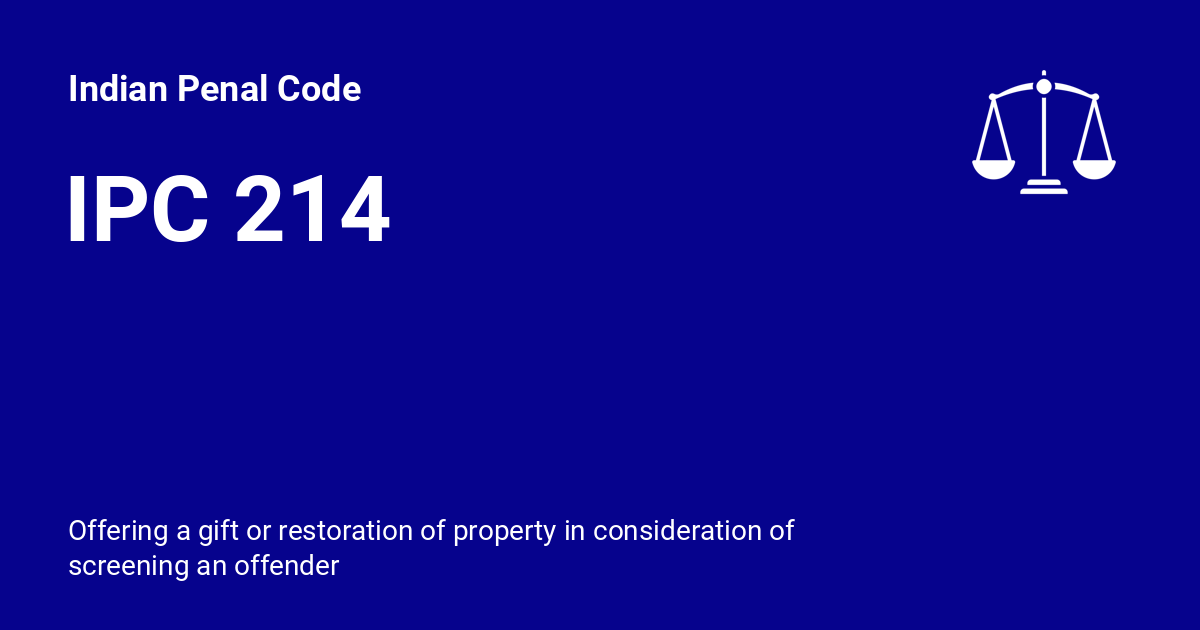 Indian Penal Code
IPC 214
Offering a gift or restoration of property in consideration of
screening an offender